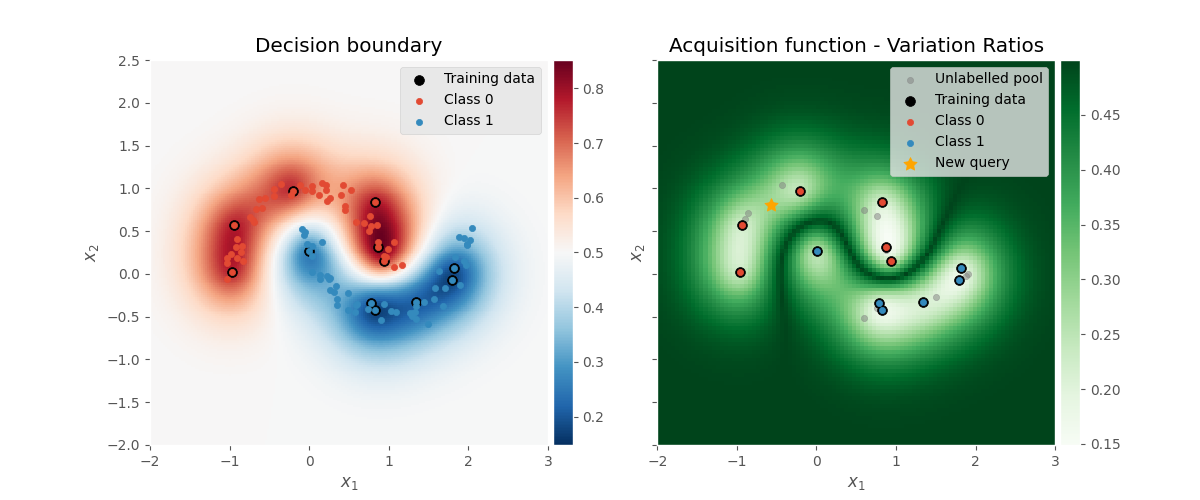 Decision boundary
Training data
Class 0
Class 1
2.5
2.0
1.5
1.0
0.5
0.0
−0.5
−1.0
−1.5
−2.0
x2
−2
−1
0
1
2
3
x1
0.8
0.7
0.6
0.5
0.4
0.3
0.2
Acquisition function - Variation Ratios
Unlabelled pool
Training data
Class 0
Class 1
New query
x2
−2
−1
0
1
2
3
x1
0.45
0.40
0.35
0.30
0.25
0.20
0.15